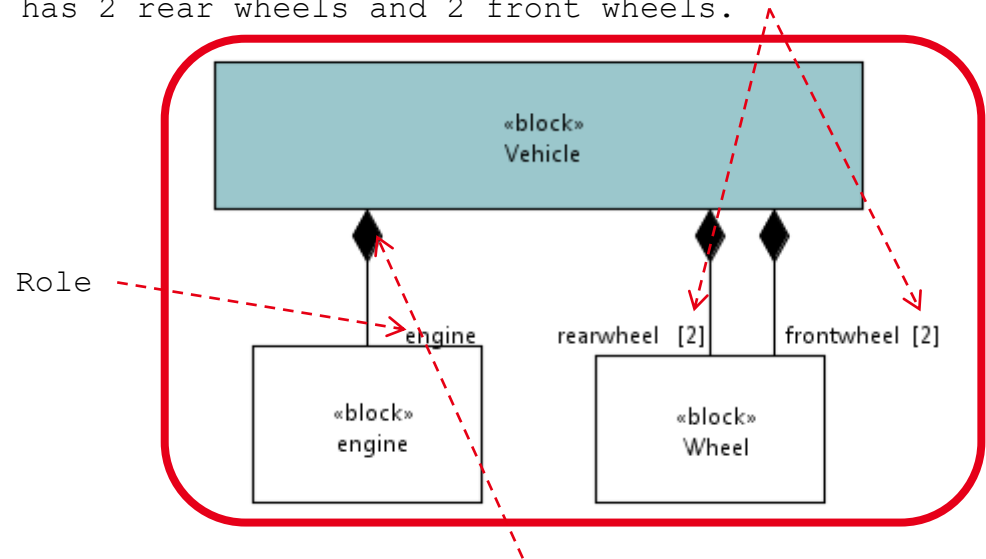 has 2 rear wheels and 2 front wheels.
«block»
Vehicle
Role
engine
rearwheel [2]
frontwheel [2]
«block»
engine
«block»
Wheel